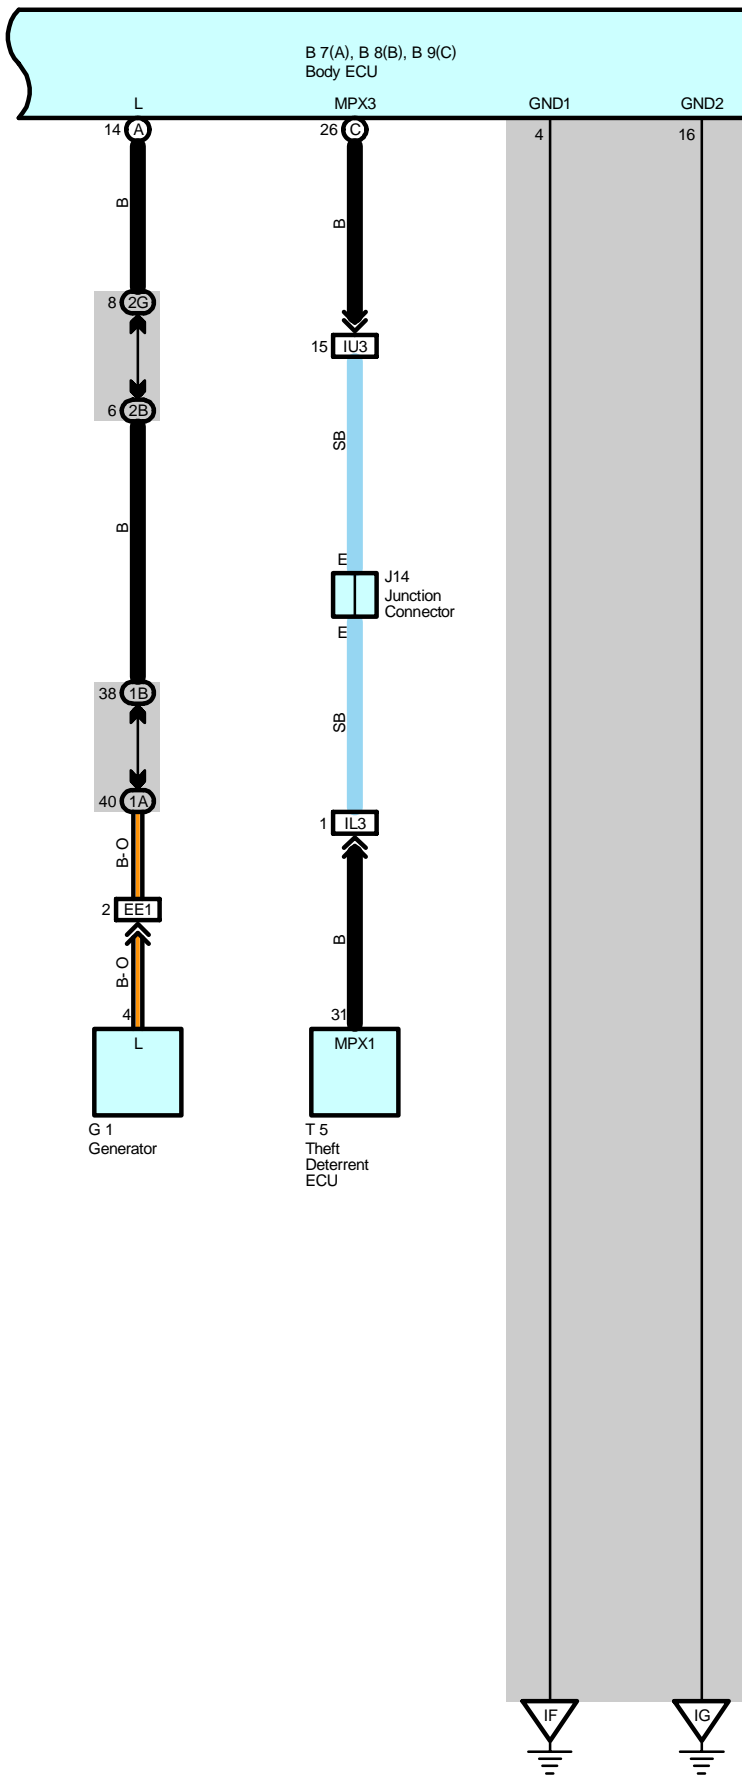 B 7(A), B 8(B), B 9(C)
Body ECU
L
MPX3
GND1
GND2
14
A
26
C
4
16
B
B
8
2G
15
IU3
6
2B
SB
B
E
J14
Junction
Connector
E
38
1B
SB
40
1A
1
IL3
B-O
2
EE1
B
B-O
4
31
L
MPX1
G 1
Generator
T 5
Theft
Deterrent
ECU
IF
IG